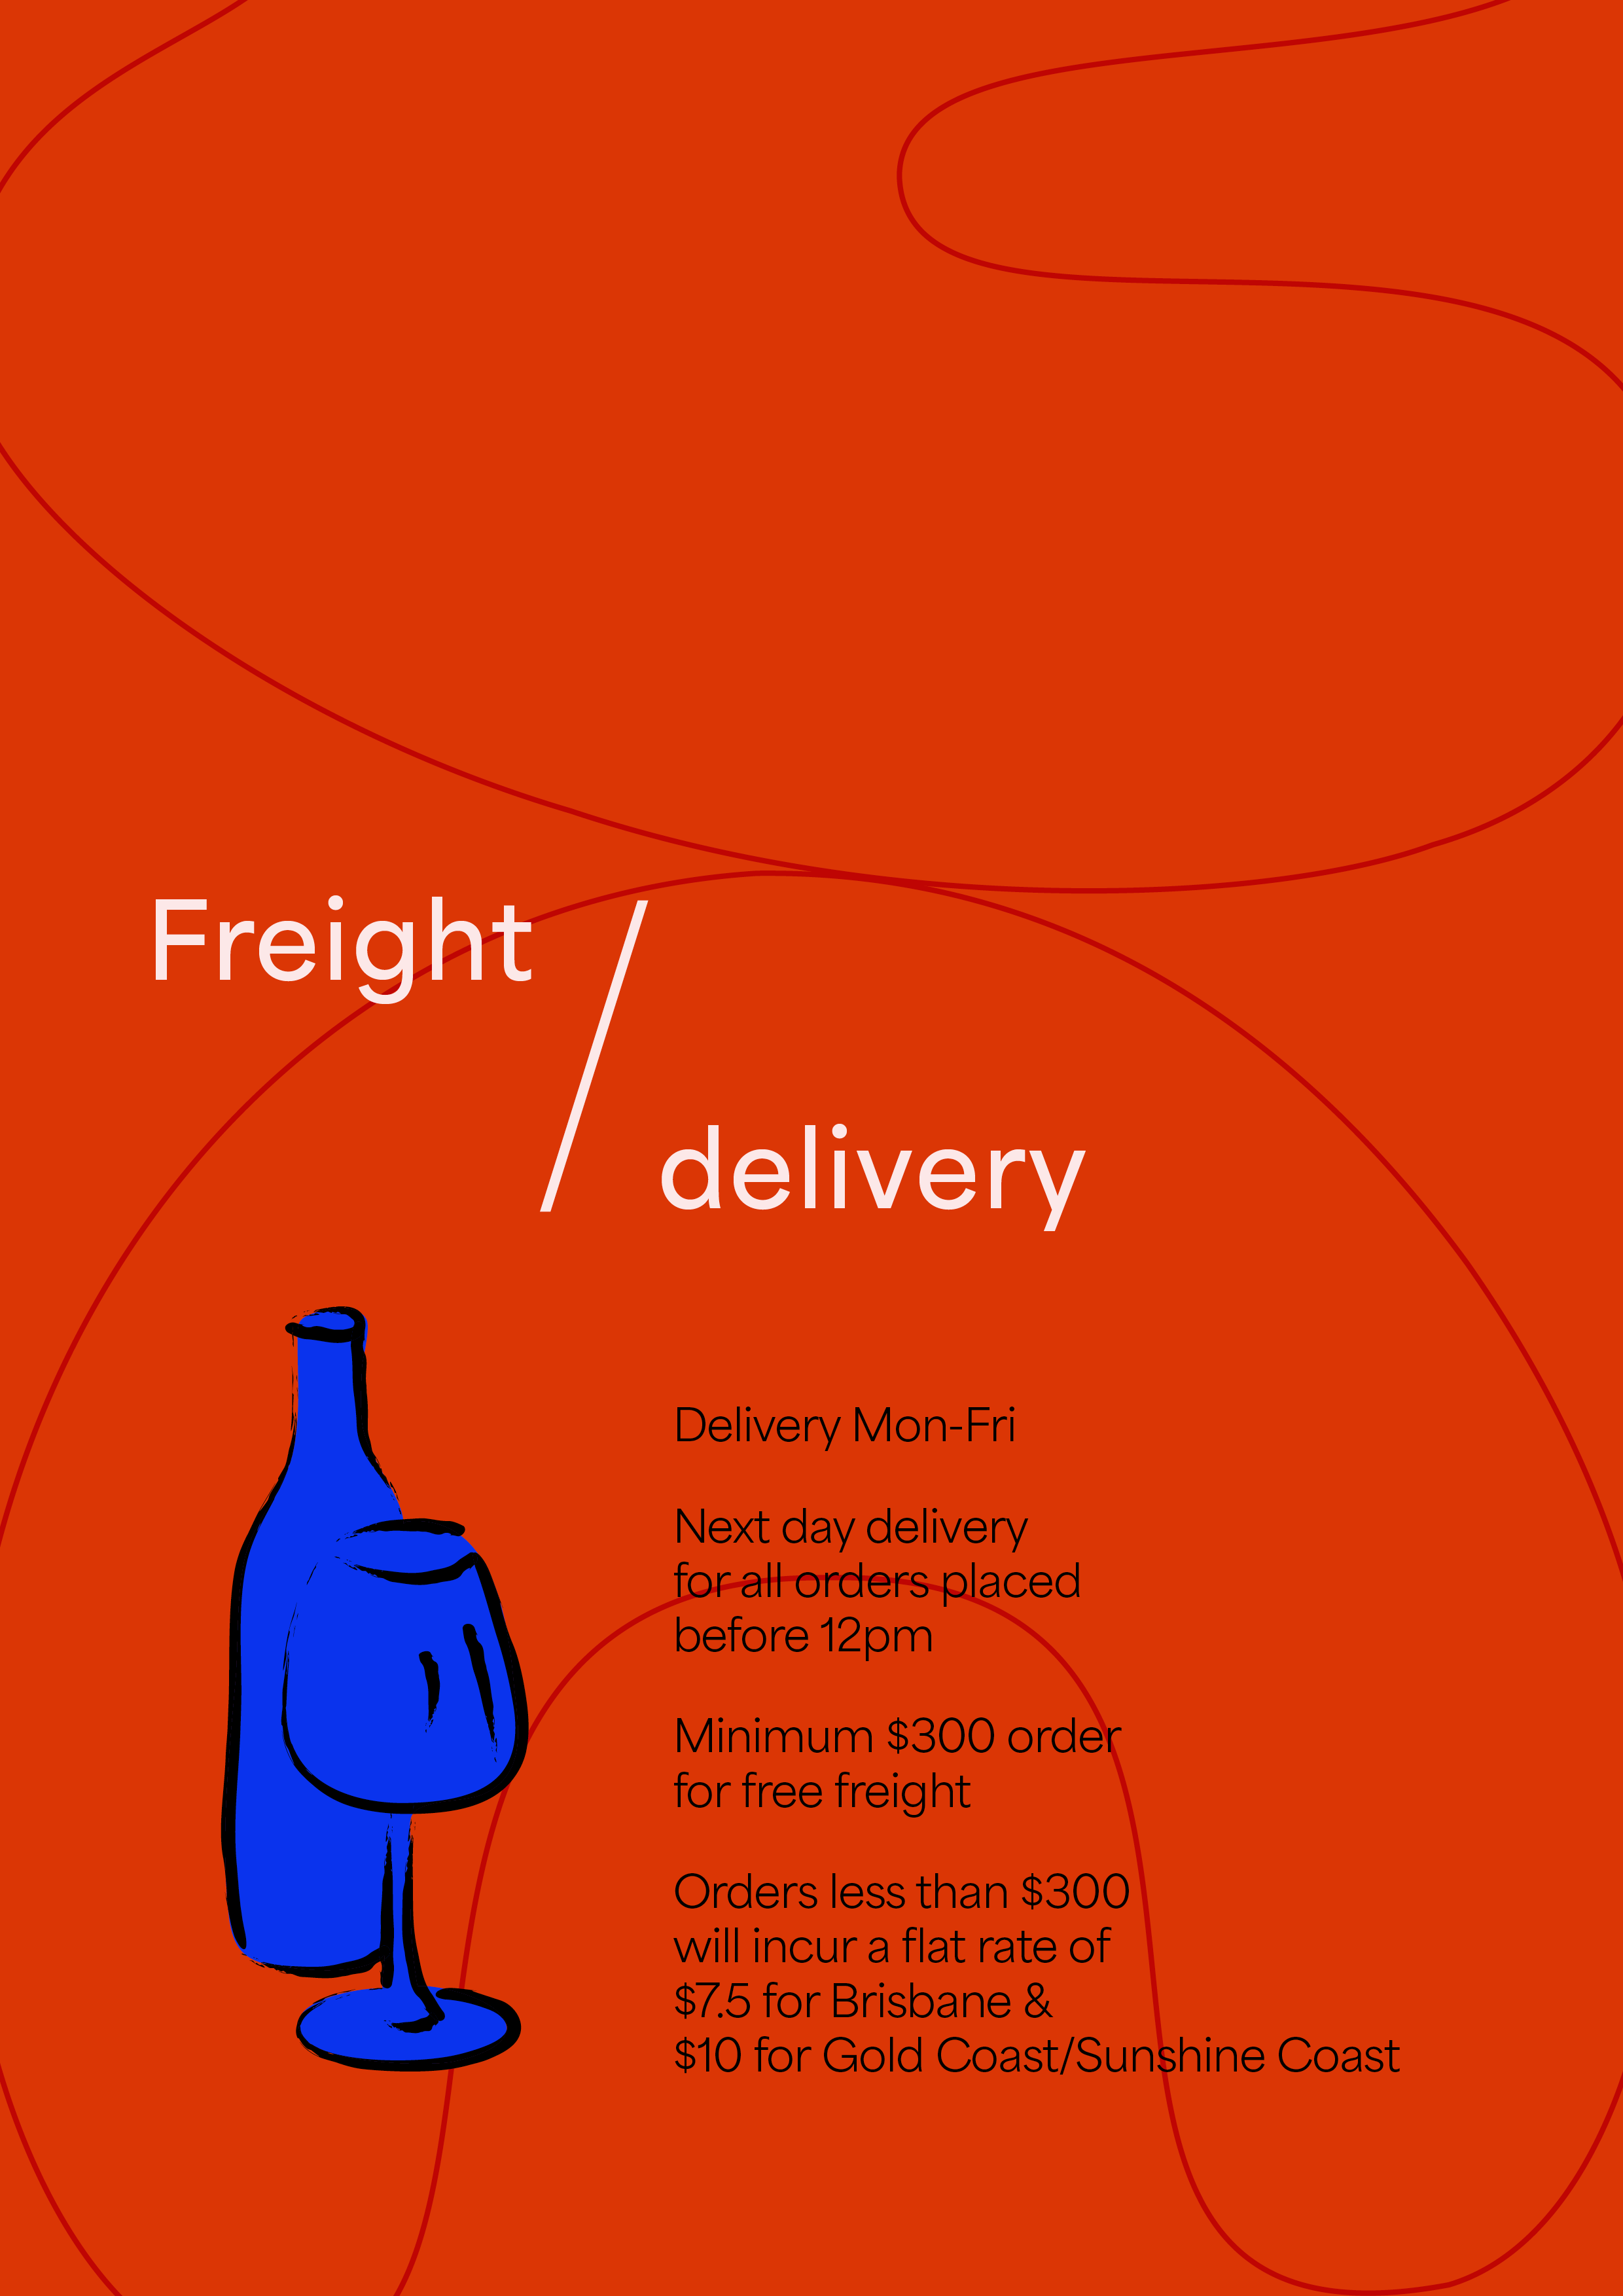 Freight /
delivery
Delivery Mon-Fri
Next day delivery
for all orders placed
before 12pm
Minimum $300 order
for free freight
Orders less than $300
will incur a flat rate of
$7.5 for Brisbane &
$10 for Gold Coast/Sunshine Coast